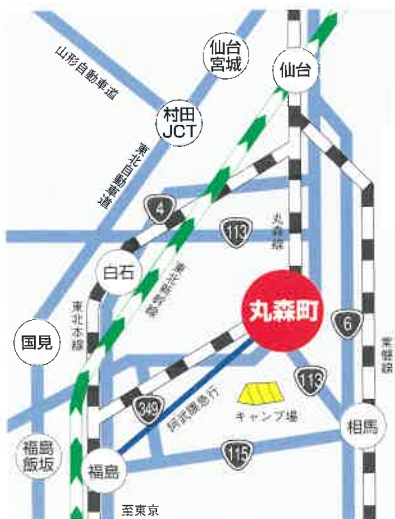 仙台
宮城
仙台
山形自動車道
村田
JCT
東北自動車道
4
113
丸森線
白石
東北新幹線
丸森町
6
国見
東北本線
常磐線
349
阿武隈急行
113
キャンプ場
相馬
福島
飯坂
福島
115
至東京